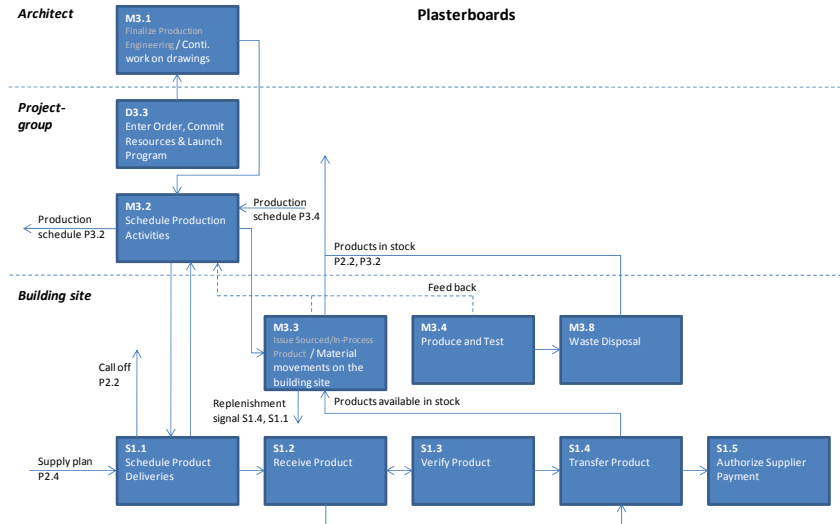 Architect
Plasterboards
M3.1
Finalize Production
Engineering / Conti.
work on drawings
Project-
group
D3.3
Enter Order, Commit
Resources & Launch
Program
M3.2
Schedule Production
Activities
Production
schedule P3.2
Production
schedule P3.4
Products in stock
P2.2, P3.2
Building site
Feed back
M3.3
Issue Sourced/In-Process
Product / Material
movements on the
building site
M3.4
Produce and Test
M3.8
Waste Disposal
Call off
P2.2
Replenishment
signal S1.4, S1.1
Products available in stock
Supply plan
P2.4
S1.1
Schedule Product
Deliveries
S1.2
Receive Product
S1.3
Verify Product
S1.4
Transfer Product
S1.5
Authorize Supplier
Payment